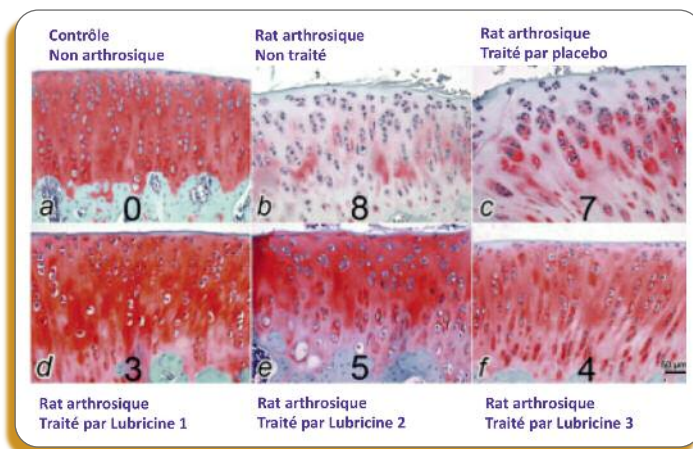 Contrôle
Non arthrosique
Rat arthrosique
Non traité
Rat arthrosique
Traité par placebo
a
0
b
8
c
7
d
3
e
5
f
4
50 µm
Rat arthrosique
Traité par Lubricine 1
Rat arthrosique
Traité par Lubricine 2
Rat arthrosique
Traité par Lubricine 3